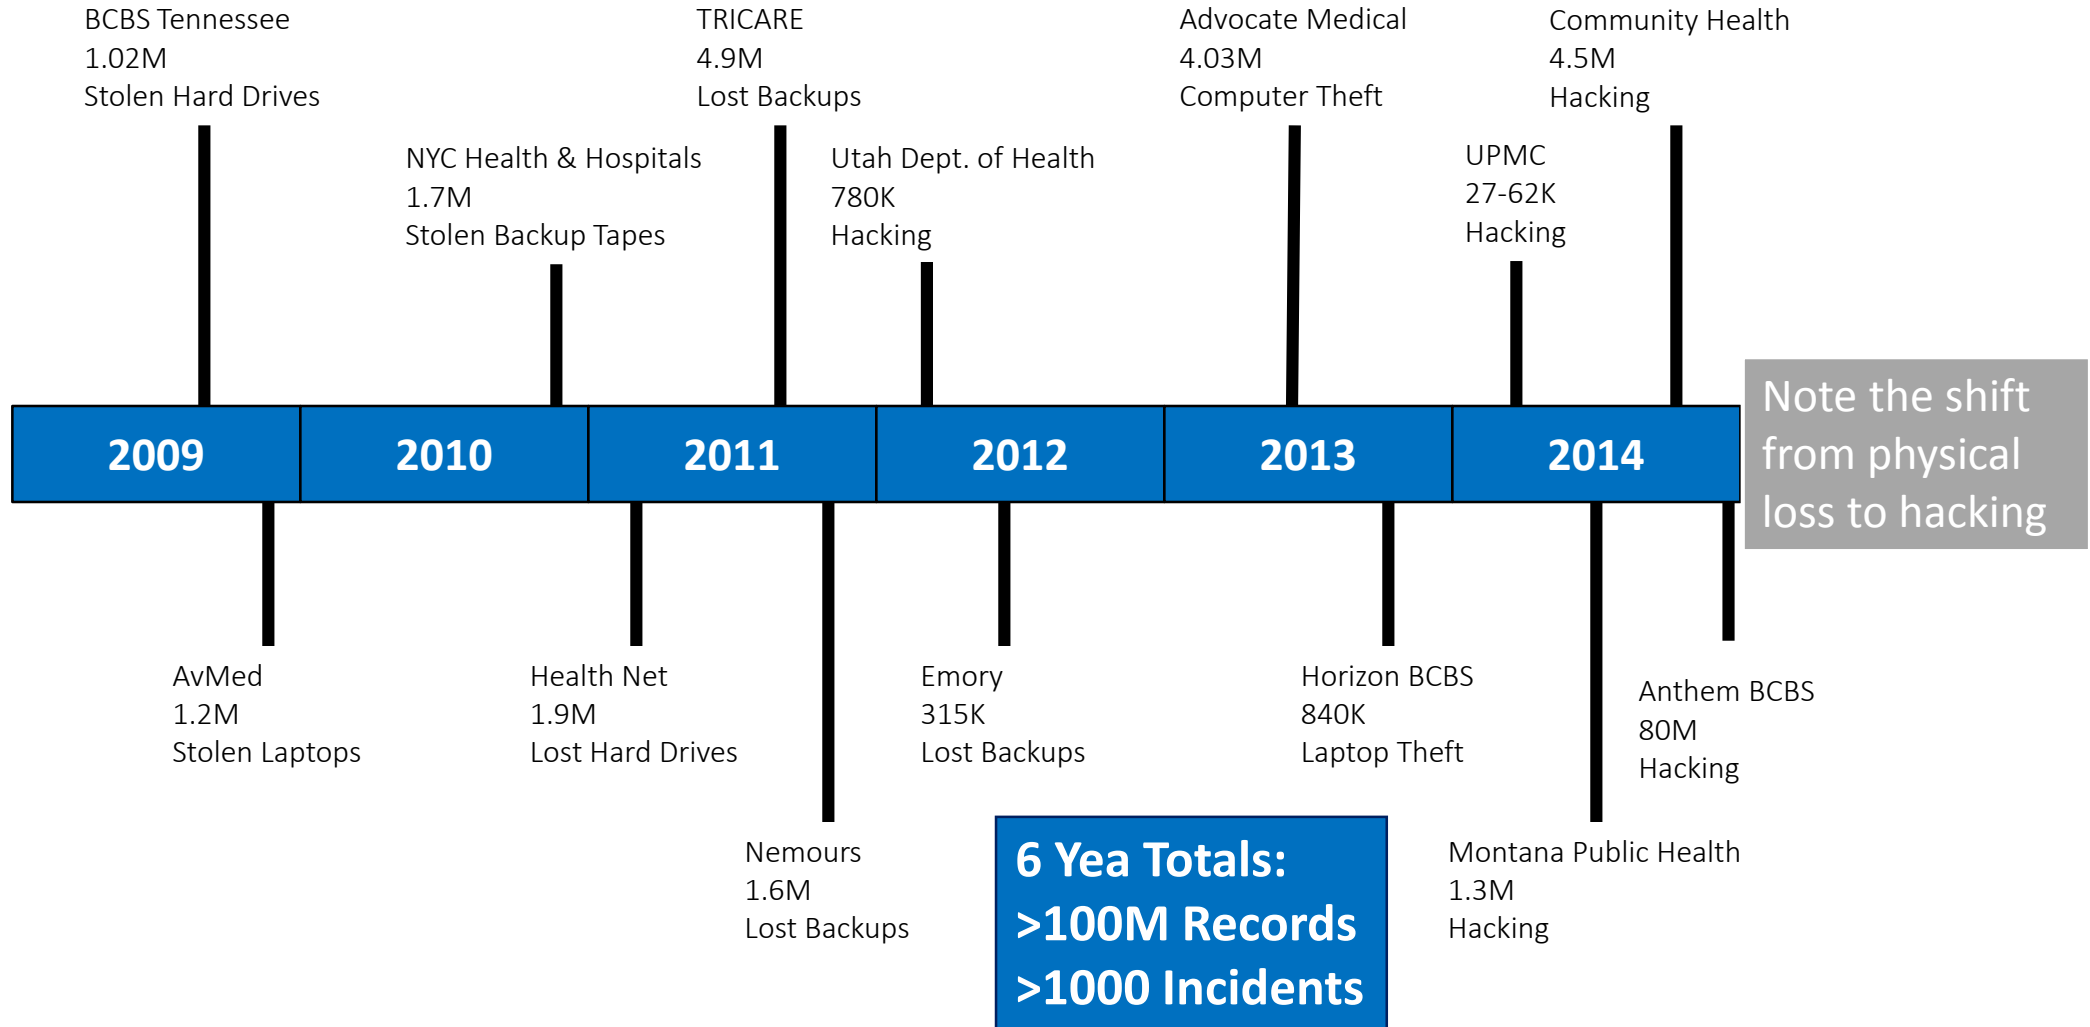 BCBS Tennessee
1.02M
Stolen Hard Drives
TRICARE
4.9M
Lost Backups
Advocate Medical
4.03M
Computer Theft
Community Health
4.5M
Hacking
NYC Health & Hospitals
1.7M
Stolen Backup Tapes
Utah Dept. of Health
780K
Hacking
UPMC
27-62K
Hacking
2009
2010
2011
2012
2013
2014
Note the shift
from physical
loss to hacking
AvMed
1.2M
Stolen Laptops
Health Net
1.9M
Lost Hard Drives
Emory
315K
Lost Backups
Horizon BCBS
840K
Laptop Theft
Anthem BCBS
80M
Hacking
Nemours
1.6M
Lost Backups
6 Yea Totals:
>100M Records
>1000 Incidents
Montana Public Health
1.3M
Hacking